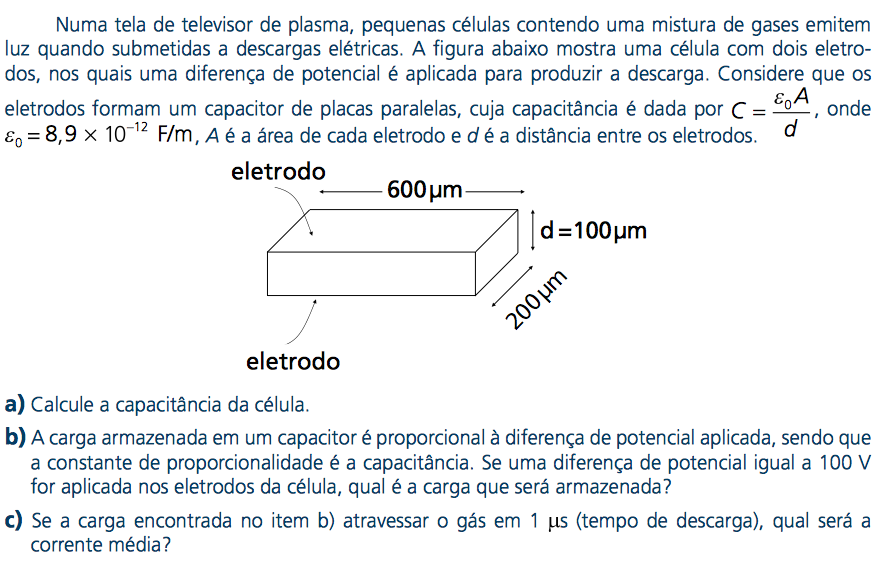 Numa tela de televisor de plasma, pequenas células contendo uma mistura de gases emitem
luz quando submetidas a descargas elétricas. A figura abaixo mostra uma célula com dois eletro-
dos, nos quais uma diferença de potencial é aplicada para produzir a descarga. Considere que os
eletrodos formam um capacitor de placas paralelas, cuja capacitância é dada por C = ε₀A/d, onde
ε₀ = 8,9 × 10⁻¹² F/m, A é a área de cada eletrodo e d é a distância entre os eletrodos.
eletrodo
600 µm
d = 100 µm
200 µm
eletrodo
a) Calcule a capacitância da célula.
b) A carga armazenada em um capacitor é proporcional à diferença de potencial aplicada, sendo que
a constante de proporcionalidade é a capacitância. Se uma diferença de potencial igual a 100 V
for aplicada nos eletrodos da célula, qual é a carga que será armazenada?
c) Se a carga encontrada no item b) atravessar o gás em 1 µs (tempo de descarga), qual será a
corrente média?